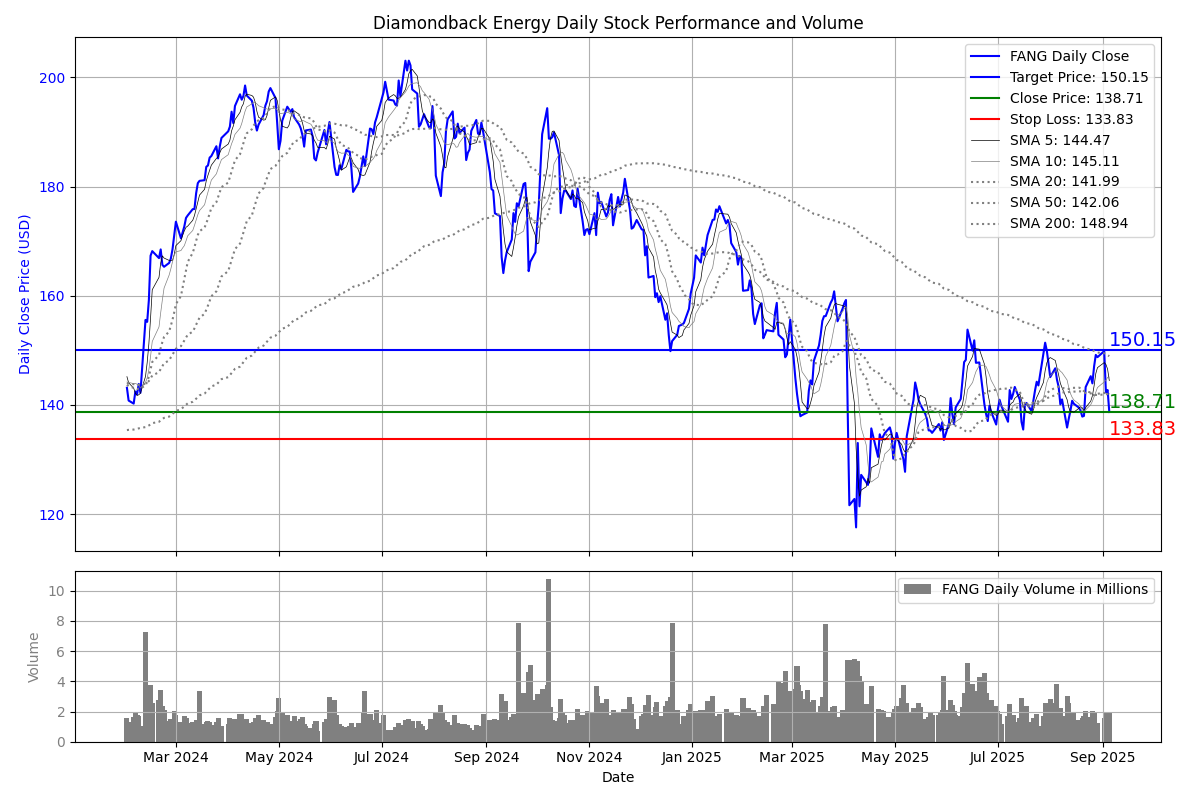 Diamondback Energy Daily Stock Performance and Volume
Daily Close Price (USD)
200
180
160
140
120
FANG Daily Close
Target Price: 150.15
Close Price: 138.71
Stop Loss: 133.83
SMA 5: 144.47
SMA 10: 145.11
SMA 20: 141.99
SMA 50: 142.06
SMA 200: 148.94
150.15
138.71
133.83
Volume
10
8
6
4
2
0
FANG Daily Volume in Millions
Mar 2024 May 2024 Jul 2024 Sep 2024 Nov 2024 Jan 2025 Mar 2025 May 2025 Jul 2025 Sep 2025
Date